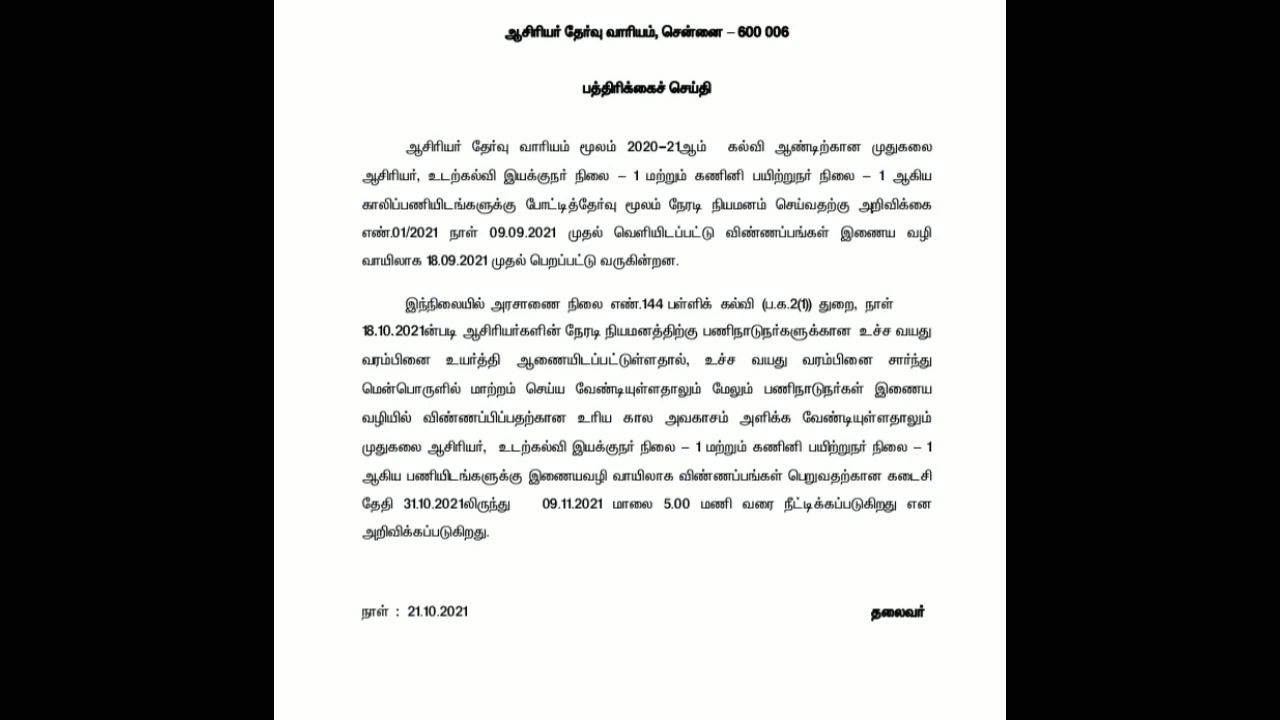 ஆசிரியர் தேர்வு வாரியம், சென்னை – 600 006
பத்திரிக்கைச் செய்தி
ஆசிரியர் தேர்வு வாரியம் மூலம் 2020–21ஆம் கல்வி ஆண்டிற்கான முதுகலை
ஆசிரியர், உடற்கல்வி இயக்குநர் நிலை – 1 மற்றும் கணினி பயிற்றுநர் நிலை – 1 ஆகிய
காலிப்பணியிடங்களுக்கு போட்டித்தேர்வு மூலம் நேரடி நியமனம் செய்வதற்கு அறிவிக்கை
எண்.01/2021 நாள் 09.09.2021 முதல் வெளியிடப்பட்டு விண்ணப்பங்கள் இணைய வழி
வாயிலாக 18.09.2021 முதல் பெறப்பட்டு வருகின்றன.
இந்நிலையில் அரசாணை நிலை எண்.144 பள்ளிக் கல்வி (ப.க.2(1)) துறை, நாள்
18.10.2021ன்படி ஆசிரியர்களின் நேரடி நியமனத்திற்கு பணிநாடுநர்களுக்கான உச்ச வயது
வரம்பினை உயர்த்தி ஆணையிடப்பட்டுள்ளதால், உச்ச வயது வரம்பினை சார்ந்து
மென்பொருளில் மாற்றம் செய்ய வேண்டியுள்ளதாலும் மேலும் பணிநாடுநர்கள் இணைய
வழியில் விண்ணப்பிப்பதற்கான உரிய கால அவகாசம் அளிக்க வேண்டியுள்ளதாலும்
முதுகலை ஆசிரியர், உடற்கல்வி இயக்குநர் நிலை – 1 மற்றும் கணினி பயிற்றுநர் நிலை – 1
ஆகிய பணியிடங்களுக்கு இணையவழி வாயிலாக விண்ணப்பங்கள் பெறுவதற்கான கடைசி
தேதி 31.10.2021லிருந்து 09.11.2021 மாலை 5.00 மணி வரை நீட்டிக்கப்படுகிறது என
அறிவிக்கப்படுகிறது.
நாள் : 21.10.2021 தலைவர்